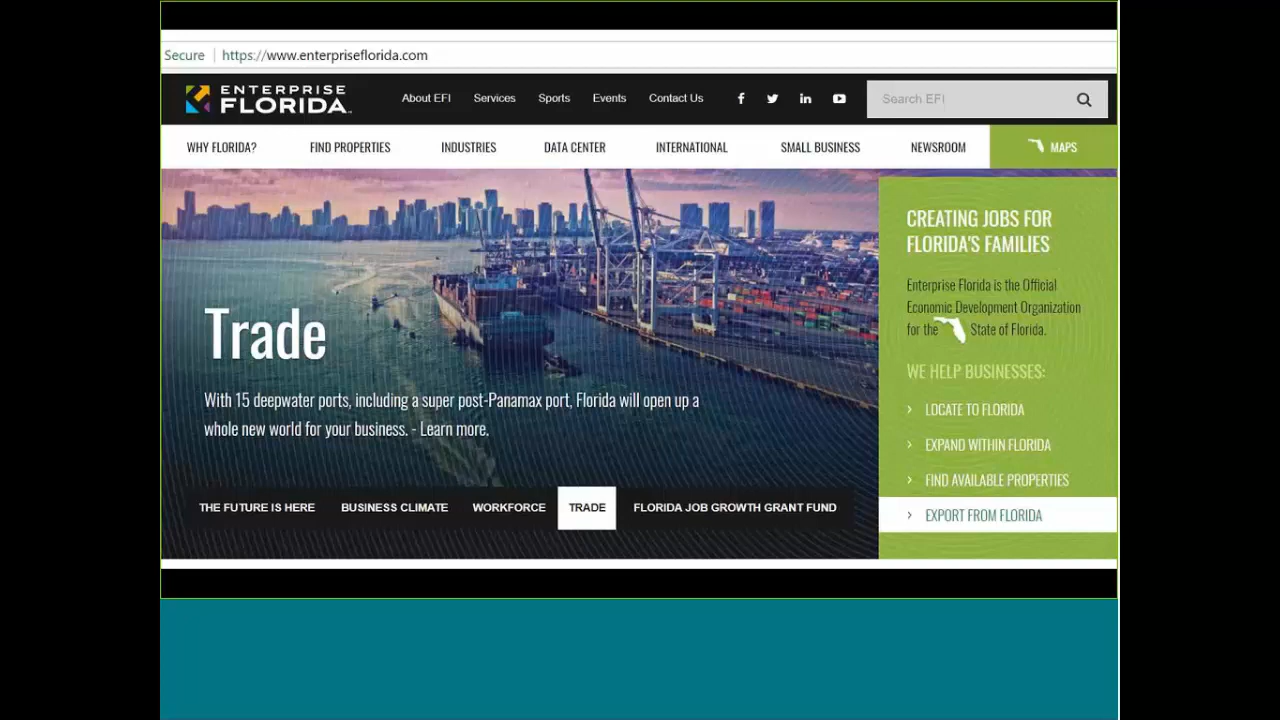 Secure | https://www.enterpriseflorida.com
ENTERPRISE
FLORIDA
About EFI Services Sports Events Contact Us
Search EFI
WHY FLORIDA? FIND PROPERTIES INDUSTRIES DATA CENTER INTERNATIONAL SMALL BUSINESS NEWSROOM MAPS
Trade
With 15 deepwater ports, including a super post-Panamax port, Florida will open up a
whole new world for your business. - Learn more.
THE FUTURE IS HERE BUSINESS CLIMATE WORKFORCE TRADE FLORIDA JOB GROWTH GRANT FUND
CREATING JOBS FOR
FLORIDA'S FAMILIES
Enterprise Florida is the Official
Economic Development Organization
for the State of Florida.
WE HELP BUSINESSES:
LOCATE TO FLORIDA
EXPAND WITHIN FLORIDA
FIND AVAILABLE PROPERTIES
EXPORT FROM FLORIDA